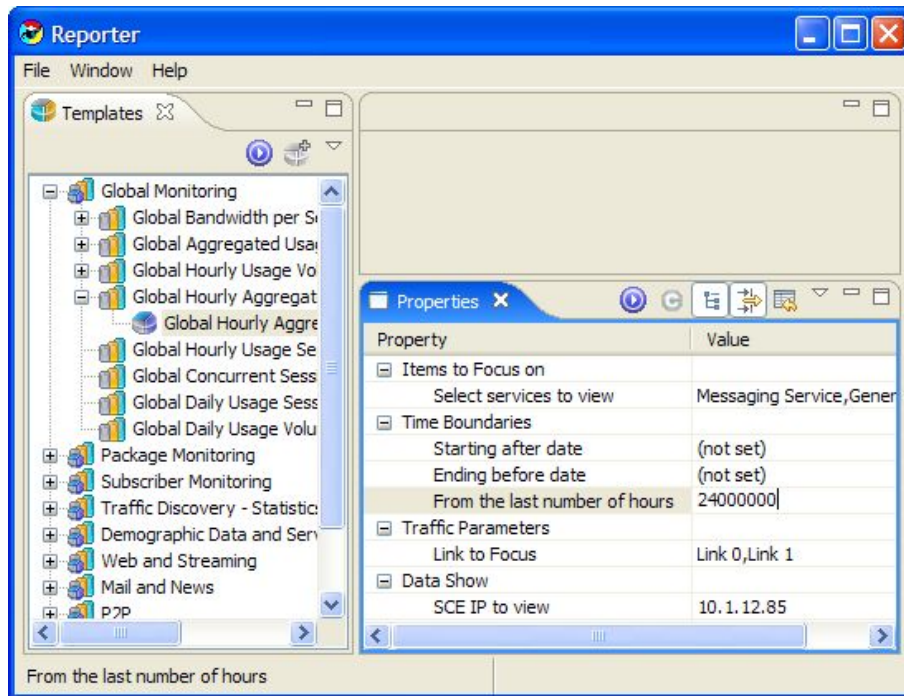 Reporter
File Window Help
Templates
Global Monitoring
Global Bandwidth per S
Global Aggregated Usa
Global Hourly Usage Vo
Global Hourly Aggregat
Global Hourly Aggre
Global Hourly Usage Se
Global Concurrent Sess
Global Daily Usage Sess
Global Daily Usage Volu
Package Monitoring
Subscriber Monitoring
Traffic Discovery - Statistic
Demographic Data and Serv
Web and Streaming
Mail and News
P2P
Properties
Property Value
Items to Focus on
Select services to view Messaging Service,Gener
Time Boundaries
Starting after date (not set)
Ending before date (not set)
From the last number of hours 24000000
Traffic Parameters
Link to Focus Link 0,Link 1
Data Show
SCE IP to view 10.1.12.85
From the last number of hours